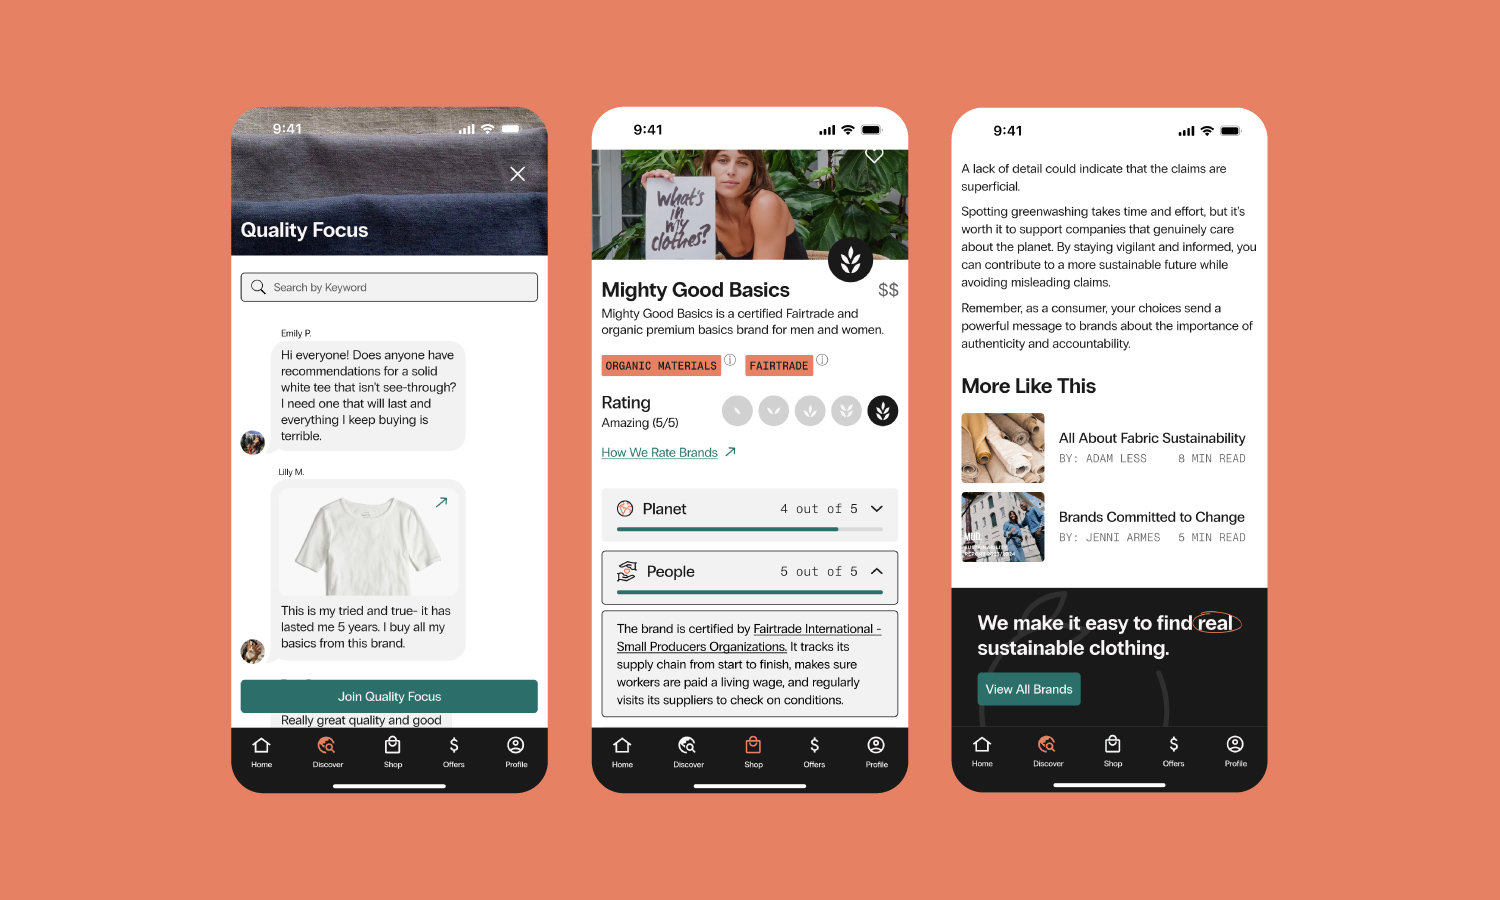 9:41
Quality Focus
Search by Keyword
Emily P.
Hi everyone! Does anyone have
recommendations for a solid
white tee that isn't see-through?
I need one that will last and
everything I keep buying is
terrible.
Lilly M.
This is my tried and true- it has
lasted me 5 years. I buy all my
basics from this brand.
Join Quality Focus
Really great quality and good
Home
Discover
Shop
Offers
Profile
9:41
what's
in
my
clothes?
Mighty Good Basics
$$
Mighty Good Basics is a certified Fairtrade and
organic premium basics brand for men and women.
ORGANIC MATERIALS
FAIRTRADE
Rating
Amazing (5/5)
How We Rate Brands
Planet
4 out of 5
People
5 out of 5
The brand is certified by Fairtrade International -
Small Producers Organizations. It tracks its
supply chain from start to finish, makes sure
workers are paid a living wage, and regularly
visits its suppliers to check on conditions.
Home
Discover
Shop
Offers
Profile
9:41
A lack of detail could indicate that the claims are
superficial.
Spotting greenwashing takes time and effort, but it's
worth it to support companies that genuinely care
about the planet. By staying vigilant and informed, you
can contribute to a more sustainable future while
avoiding misleading claims.
Remember, as a consumer, your choices send a
powerful message to brands about the importance of
authenticity and accountability.
More Like This
All About Fabric Sustainability
BY: ADAM LESS
8 MIN READ
MUD.
Brands Committed to Change
BY: JENNI ARMES
5 MIN READ
We make it easy to find real
sustainable clothing.
View All Brands
Home
Discover
Shop
Offers
Profile